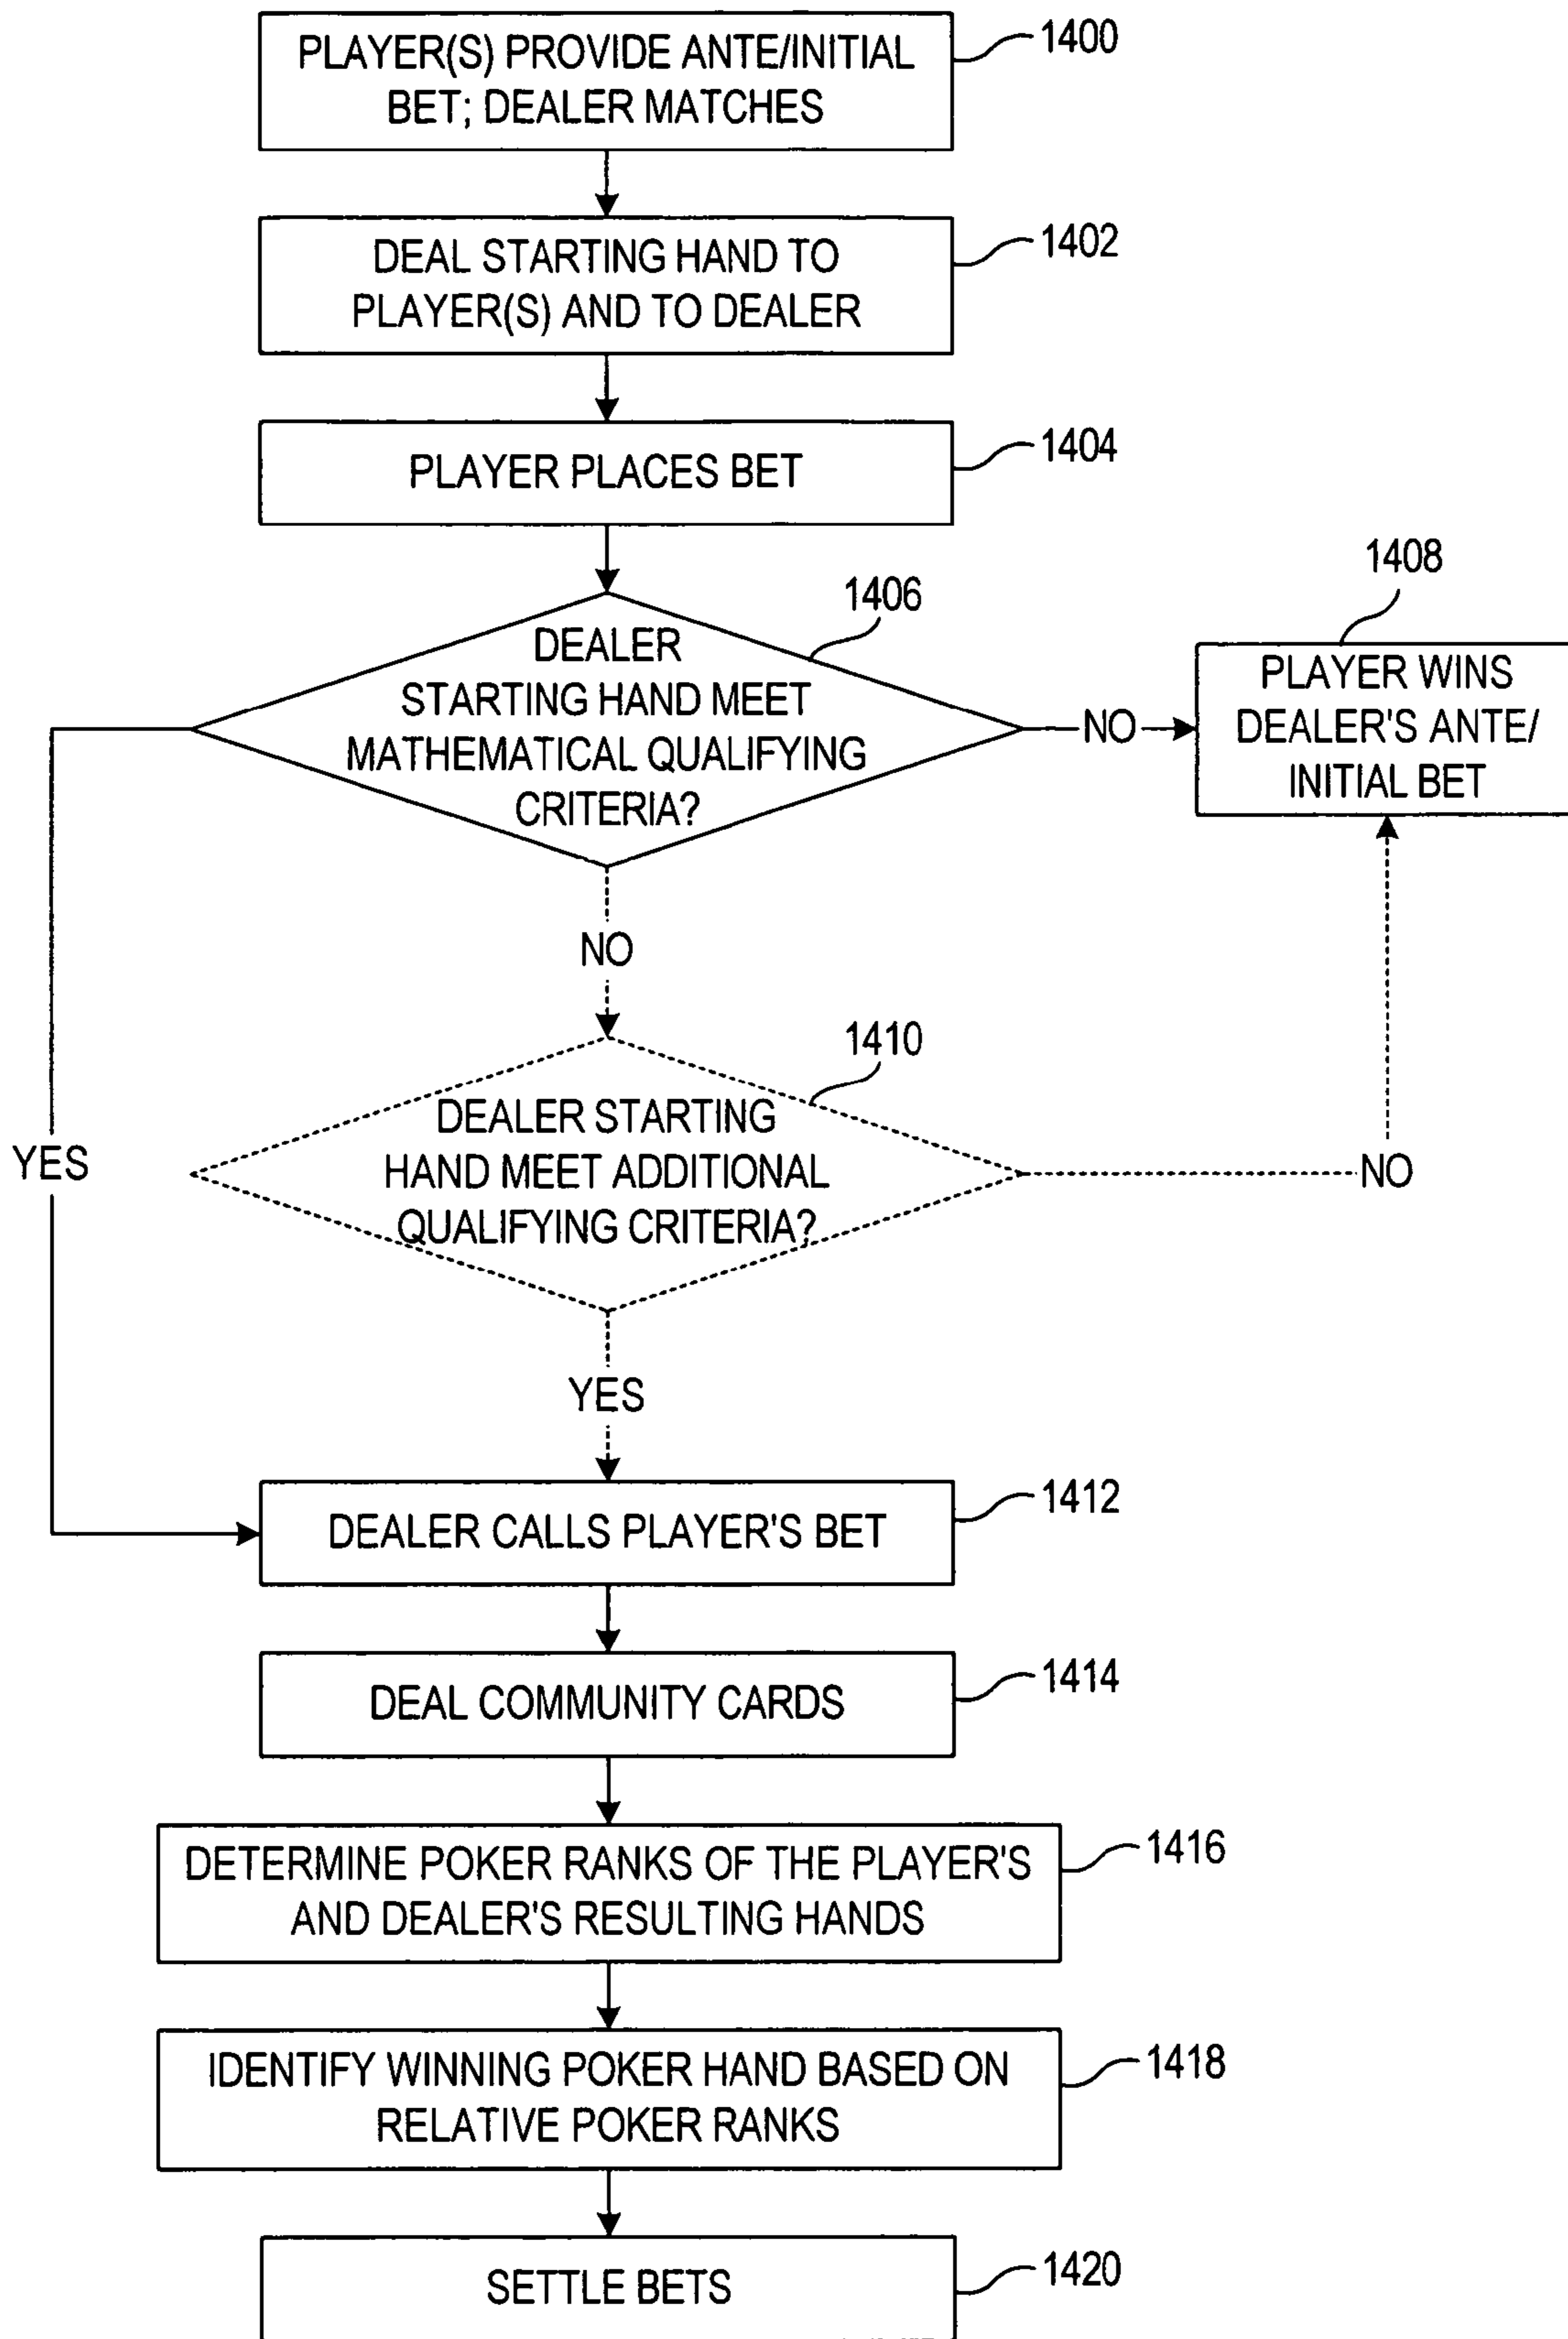 PLAYER(S) PROVIDE ANTE/INITIAL
BET; DEALER MATCHES
1400
DEAL STARTING HAND TO
PLAYER(S) AND TO DEALER
1402
PLAYER PLACES BET
1404
1406
DEALER
STARTING HAND MEET
MATHEMATICAL QUALIFYING
CRITERIA?
NO
1408
PLAYER WINS
DEALER'S ANTE/
INITIAL BET
NO
1410
DEALER STARTING
HAND MEET ADDITIONAL
QUALIFYING CRITERIA?
NO
YES
YES
DEALER CALLS PLAYER'S BET
1412
DEAL COMMUNITY CARDS
1414
DETERMINE POKER RANKS OF THE PLAYER'S
AND DEALER'S RESULTING HANDS
1416
IDENTIFY WINNING POKER HAND BASED ON
RELATIVE POKER RANKS
1418
SETTLE BETS
1420